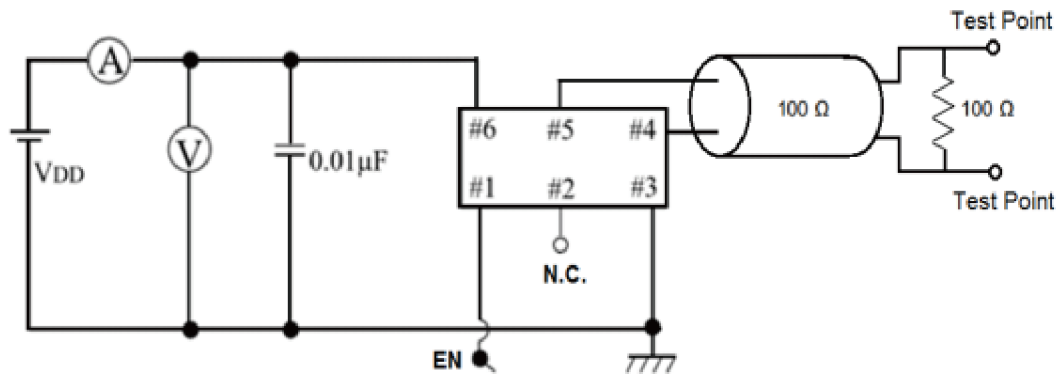 Test Point
A
100 Ω
100 Ω
#6 #5 #4
V
0.01μF
VDD
#1 #2 #3
Test Point
N.C.
EN